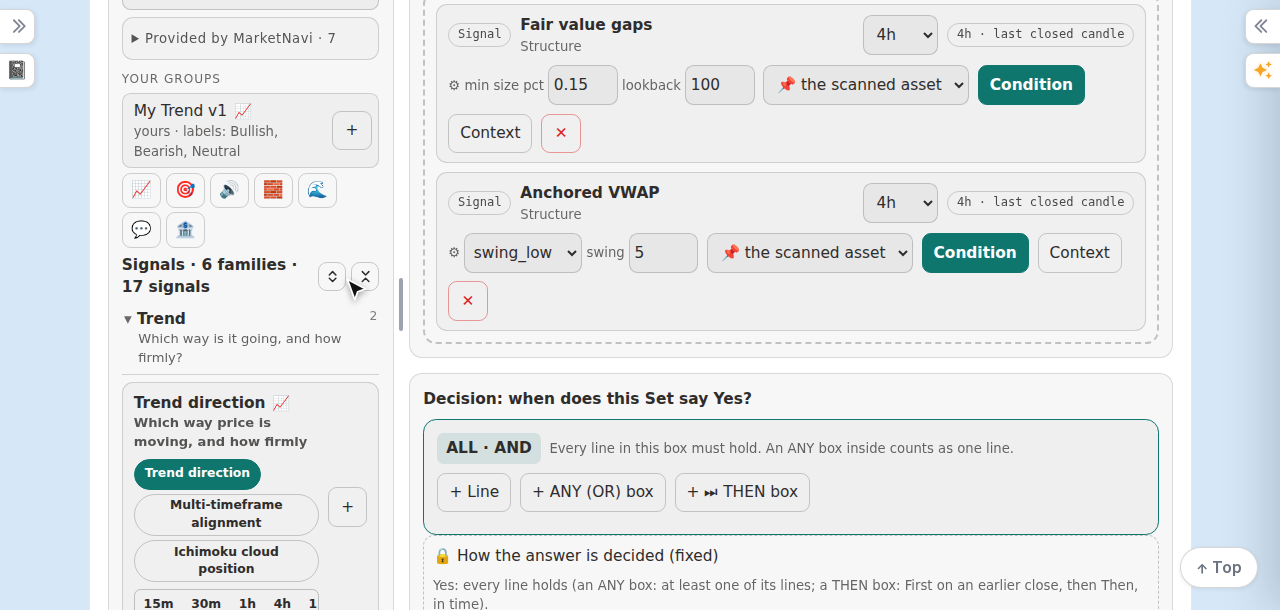 ▶ Provided by MarketNavi · 7
YOUR GROUPS
My Trend v1 📈
yours · labels: Bullish,
Bearish, Neutral
+
Signals · 6 families ·
17 signals
▼ Trend
2
Which way is it going, and how
firmly?
Trend direction 📈
Which way price is
moving, and how firmly
Trend direction
Multi-timeframe
alignment
+
Ichimoku cloud
position
15m 30m 1h 4h 1
Signal
Fair value gaps
Structure
4h
4h · last closed candle
⚙ min size pct 0.15 lookback 100 📌 the scanned asset Condition
Context ✕
Signal
Anchored VWAP
Structure
4h
4h · last closed candle
⚙ swing_low swing 5 📌 the scanned asset Condition Context
✕
Decision: when does this Set say Yes?
ALL · AND Every line in this box must hold. An ANY box inside counts as one line.
+ Line + ANY (OR) box + ⏭ THEN box
🔒 How the answer is decided (fixed)
Yes: every line holds (an ANY box: at least one of its lines; a THEN box: First on an earlier close, then Then,
in time).
↑ Top